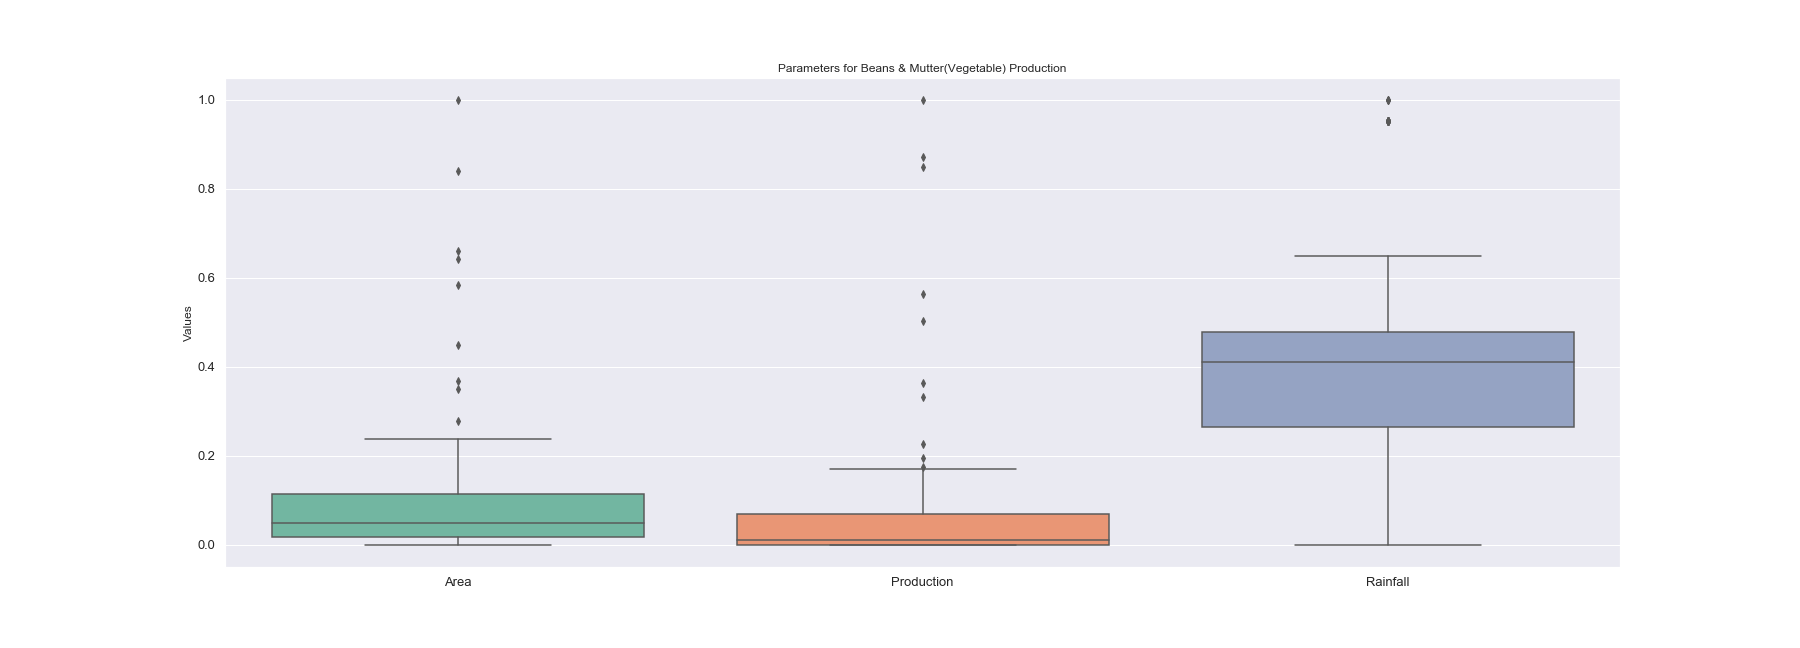 Parameters for Beans & Mutter(Vegetable) Production
1.0
0.8
0.6
0.4
0.2
0.0
Values
Area
Production
Rainfall